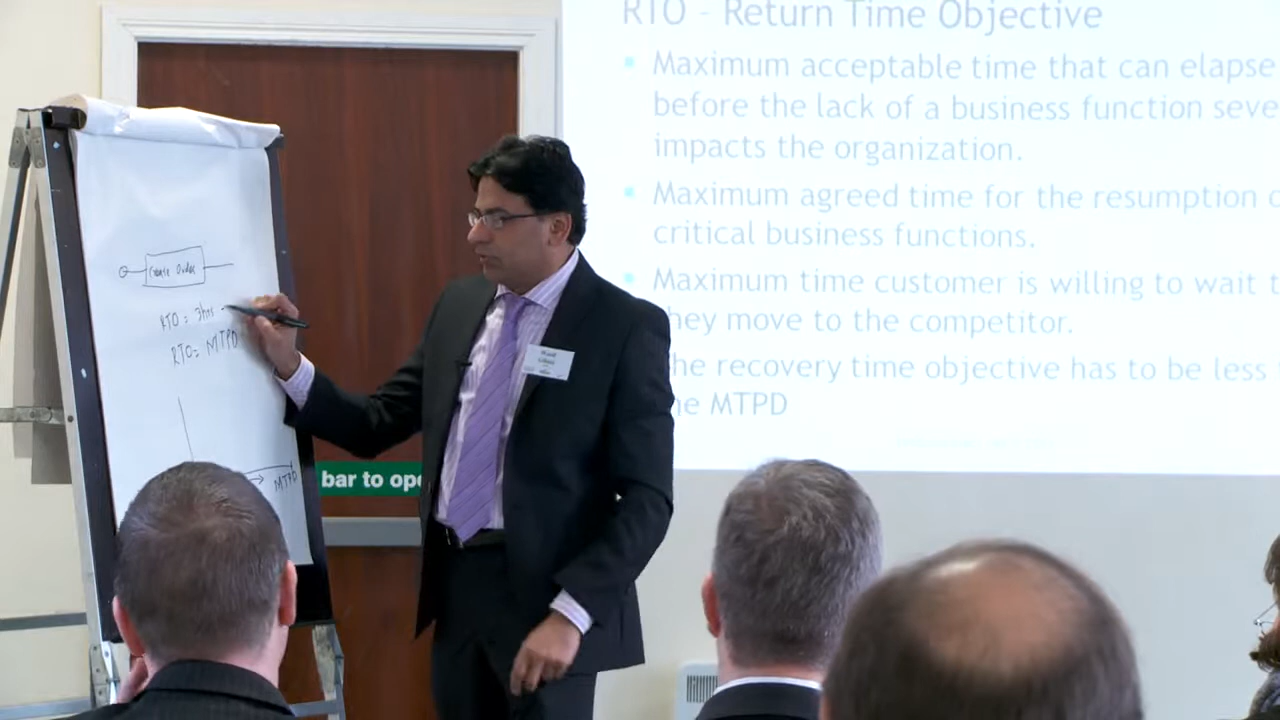 Create Order
RTO = 3hrs
RTO = MTPD
MTPD
bar to ope
RTO - Return Time Objective
Maximum acceptable time that can elapse
before the lack of a business function seve
impacts the organization.
Maximum agreed time for the resumption o
critical business functions.
Maximum time customer is willing to wait t
hey move to the competitor.
he recovery time objective has to be less
he MTPD